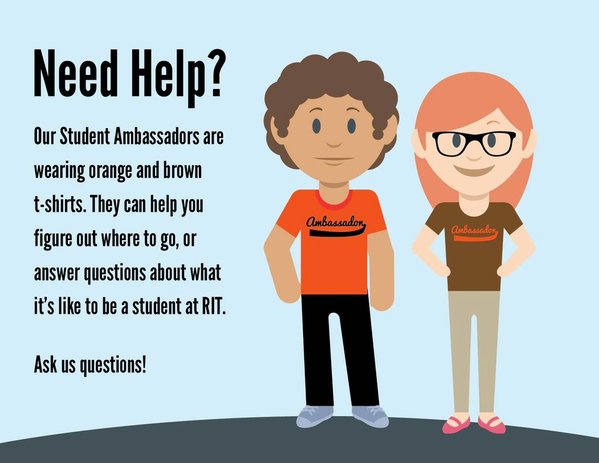 Need Help?
Our Student Ambassadors are
wearing orange and brown
t-shirts. They can help you
figure out where to go, or
answer questions about what
it's like to be a student at RIT.
Ask us questions!
Ambassador
Ambassador